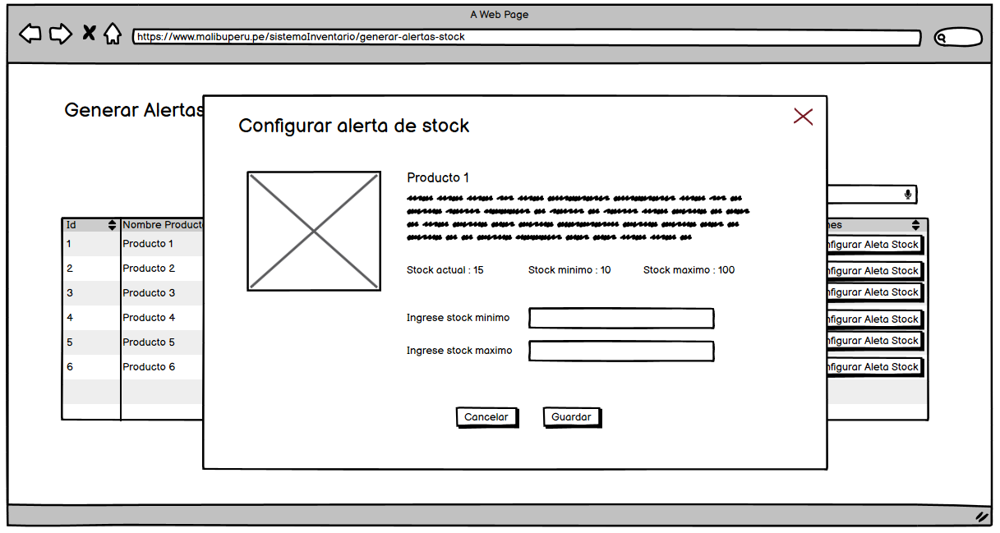 A Web Page
https://www.malibuperu.pe/sistemaInventario/generar-alertas-stock
Generar Alertas
Configurar alerta de stock
Producto 1
Stock actual : 15 Stock minimo : 10 Stock maximo : 100
Ingrese stock minimo
Ingrese stock maximo
Cancelar Guardar
Id Nombre Product nes
1 Producto 1 nfigurar Aleta Stock
2 Producto 2 nfigurar Aleta Stock
3 Producto 3 nfigurar Aleta Stock
4 Producto 4 nfigurar Aleta Stock
5 Producto 5 nfigurar Aleta Stock
6 Producto 6 nfigurar Aleta Stock